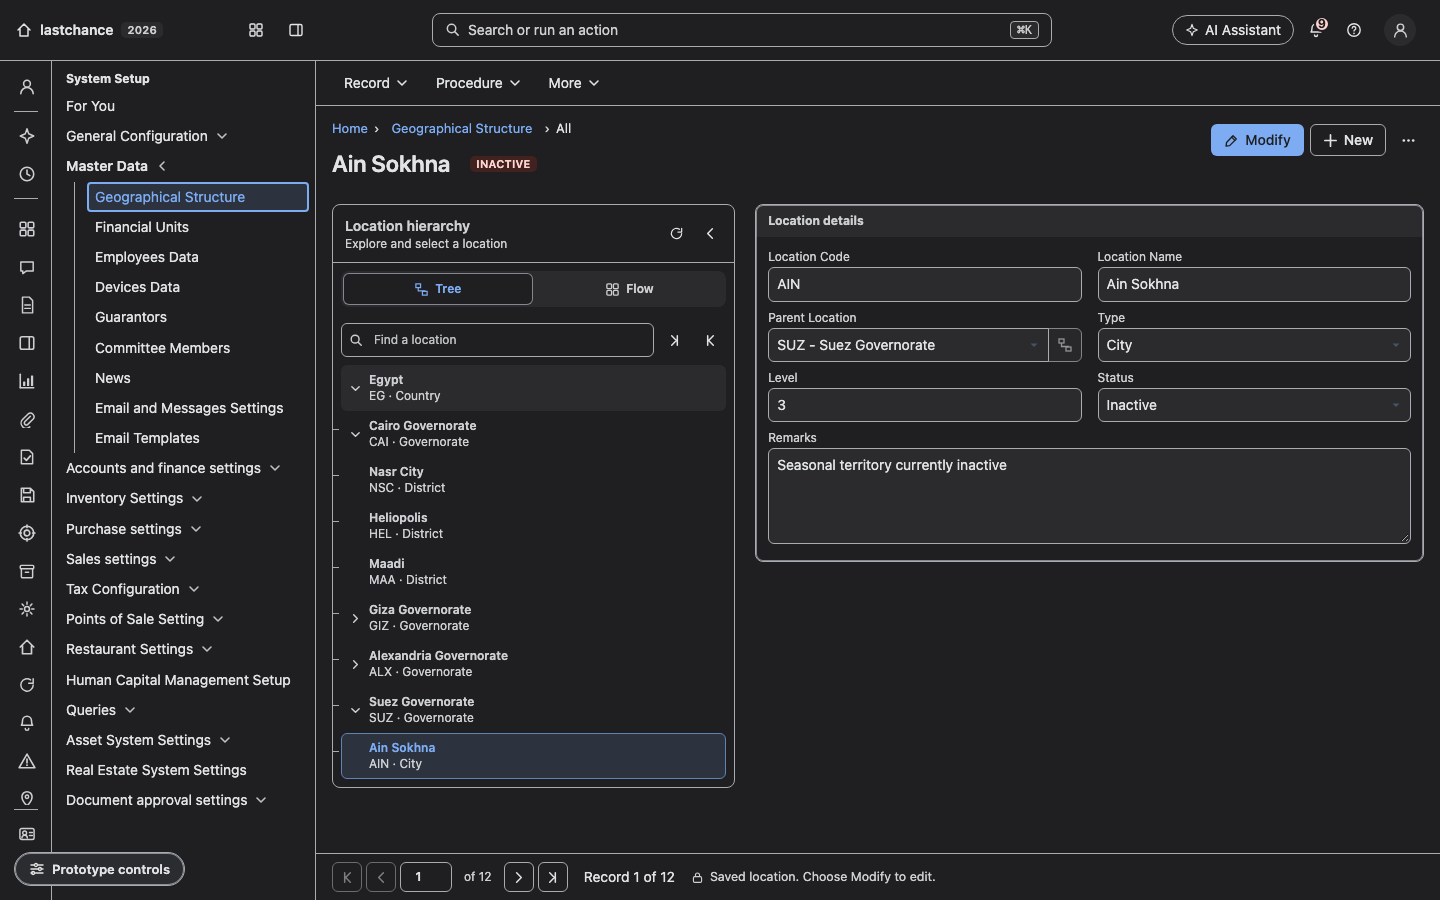 lastchance 2026
Search or run an action ⌘K
AI Assistant
9
System Setup
For You
General Configuration
Master Data
Geographical Structure
Financial Units
Employees Data
Devices Data
Guarantors
Committee Members
News
Email and Messages Settings
Email Templates
Accounts and finance settings
Inventory Settings
Purchase settings
Sales settings
Tax Configuration
Points of Sale Setting
Restaurant Settings
Human Capital Management Setup
Queries
Asset System Settings
Real Estate System Settings
Document approval settings
Prototype controls
Record Procedure More
Home › Geographical Structure › All
Ain Sokhna INACTIVE
Modify New
Location hierarchy
Explore and select a location
Tree Flow
Find a location
Egypt
EG · Country
Cairo Governorate
CAI · Governorate
Nasr City
NSC · District
Heliopolis
HEL · District
Maadi
MAA · District
Giza Governorate
GIZ · Governorate
Alexandria Governorate
ALX · Governorate
Suez Governorate
SUZ · Governorate
Ain Sokhna
AIN · City
Location details
Location Code Location Name
AIN Ain Sokhna
Parent Location Type
SUZ - Suez Governorate City
Level Status
3 Inactive
Remarks
Seasonal territory currently inactive
1 of 12 Record 1 of 12 Saved location. Choose Modify to edit.